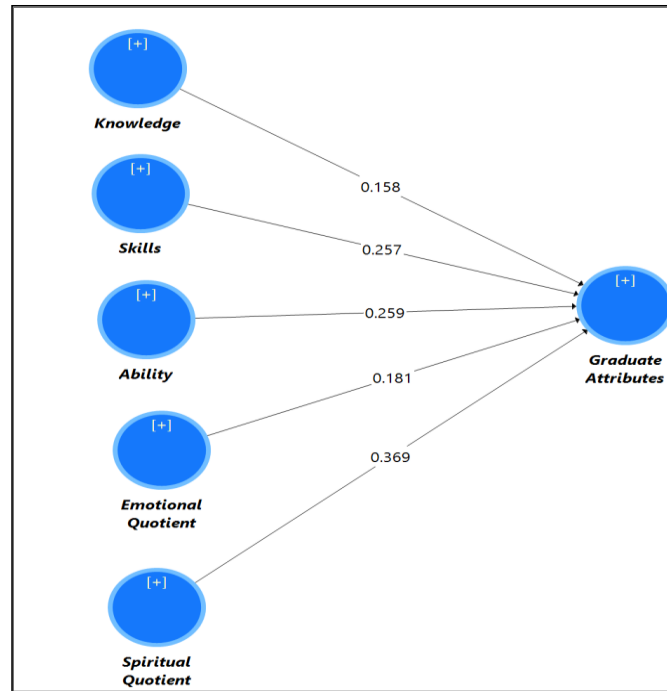 [+]
Knowledge
0.158
[+]
Skills
0.257
[+]
Ability
0.259
[+]
Emotional
Quotient
0.181
[+]
Spiritual
Quotient
0.369
[+]
Graduate
Attributes